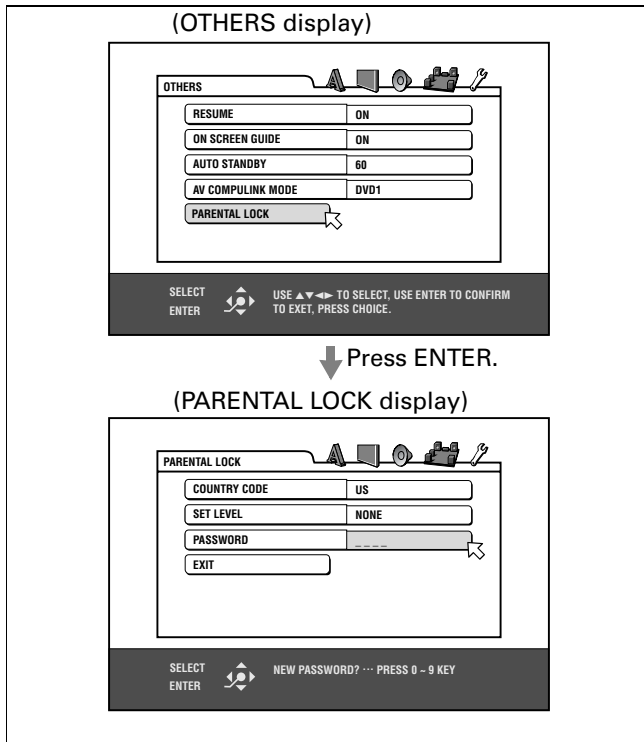 (OTHERS display)
OTHERS
RESUME ON
ON SCREEN GUIDE ON
AUTO STANDBY 60
AV COMPULINK MODE DVD1
PARENTAL LOCK
SELECT
ENTER
USE ▲▼◄► TO SELECT, USE ENTER TO CONFIRM
TO EXET, PRESS CHOICE.
Press ENTER.
(PARENTAL LOCK display)
PARENTAL LOCK
COUNTRY CODE US
SET LEVEL NONE
PASSWORD _ _ _ _
EXIT
SELECT
ENTER
NEW PASSWORD? ··· PRESS 0 ~ 9 KEY